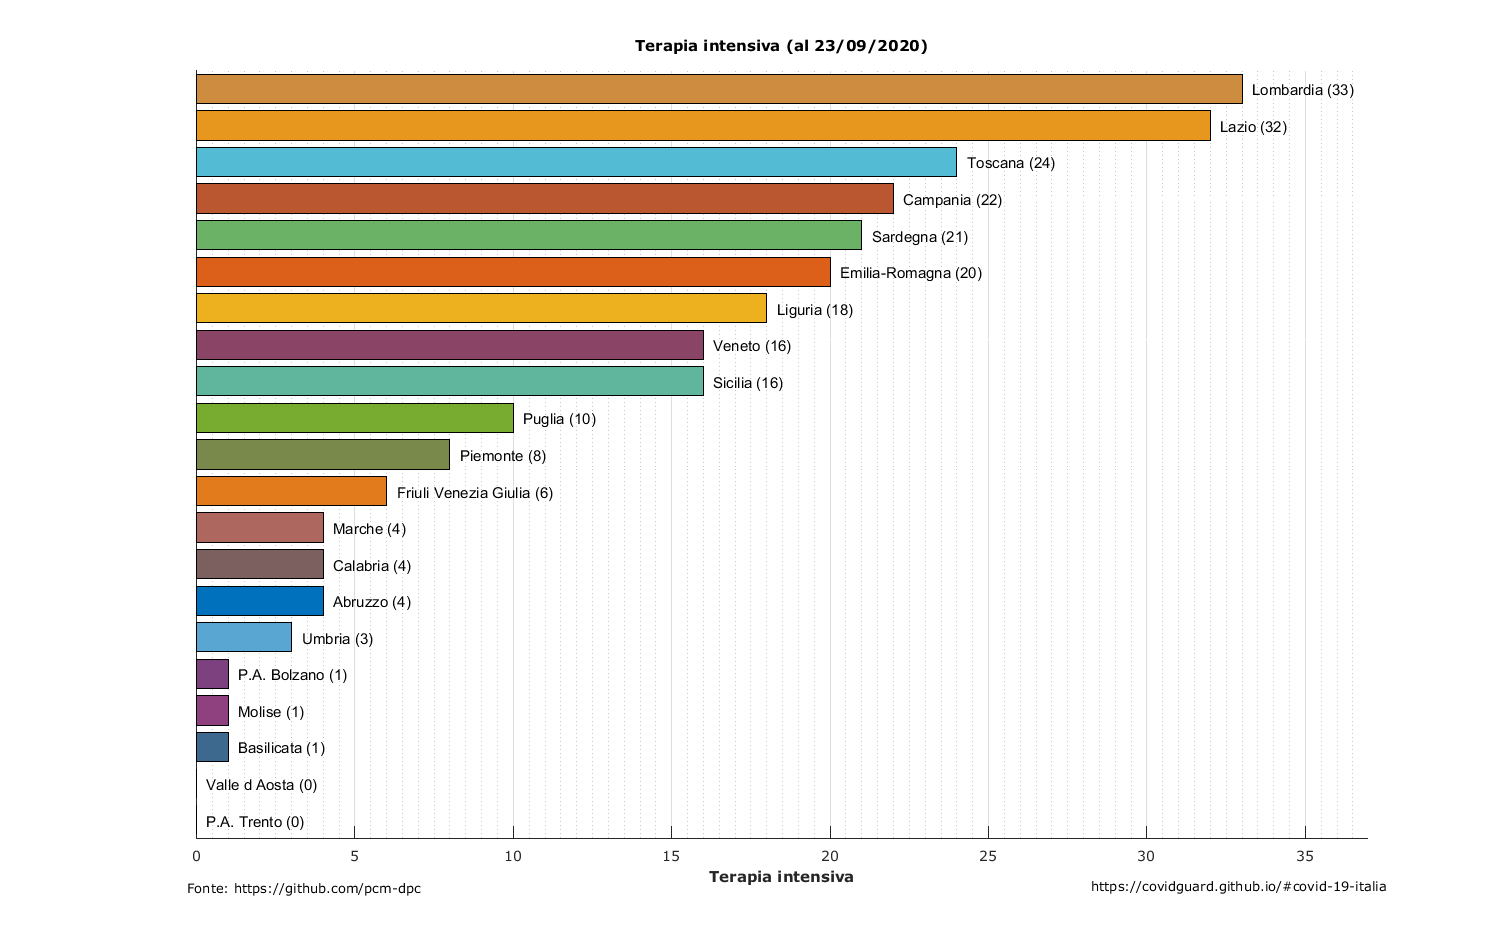 Terapia intensiva (al 23/09/2020)
Lombardia (33)
Lazio (32)
Toscana (24)
Campania (22)
Sardegna (21)
Emilia-Romagna (20)
Liguria (18)
Veneto (16)
Sicilia (16)
Puglia (10)
Piemonte (8)
Friuli Venezia Giulia (6)
Marche (4)
Calabria (4)
Abruzzo (4)
Umbria (3)
P.A. Bolzano (1)
Molise (1)
Basilicata (1)
Valle d Aosta (0)
P.A. Trento (0)
0 5 10 15 20 25 30 35
Terapia intensiva
Fonte: https://github.com/pcm-dpc
https://covidguard.github.io/#covid-19-italia